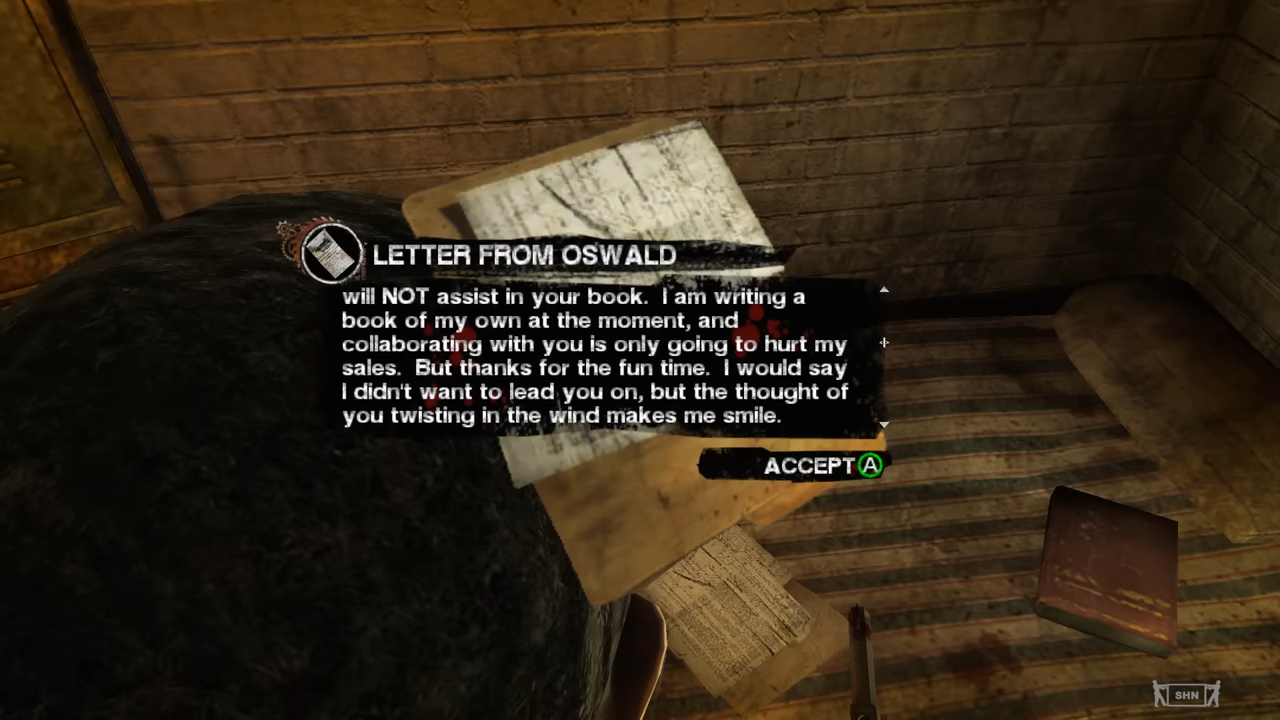 LETTER FROM OSWALD
will NOT assist in your book. I am writing a
book of my own at the moment, and
collaborating with you is only going to hurt my
sales. But thanks for the fun time. I would say
I didn't want to lead you on, but the thought of
you twisting in the wind makes me smile.
ACCEPT A
SHN